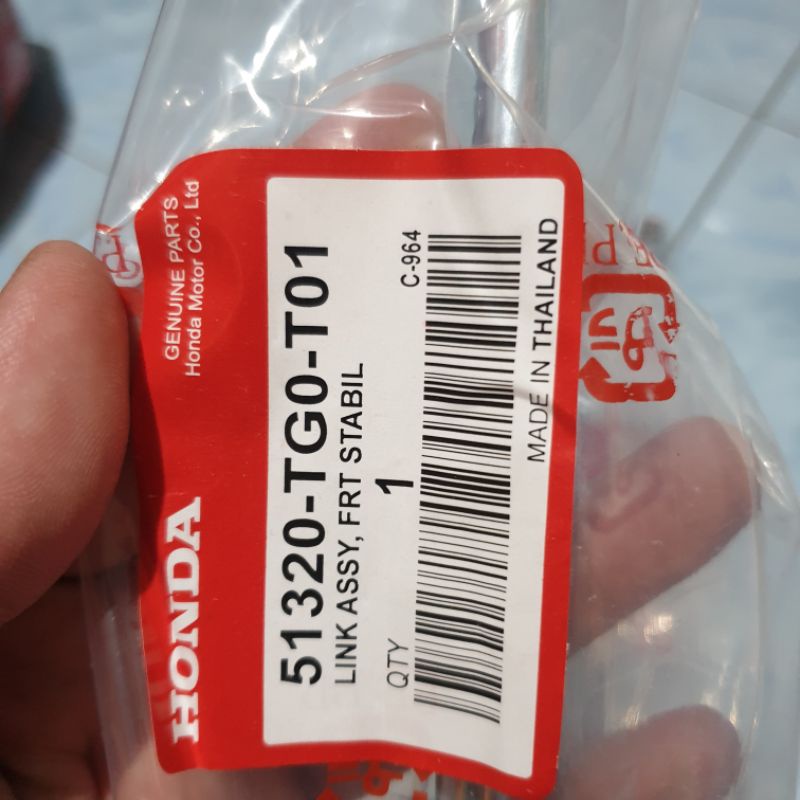 GENUINE PARTS
Honda Motor Co., Ltd
HONDA
51320-TG0-T01
LINK ASSY, FRT STABIL
QTY 1
C-964
MADE IN THAILAND